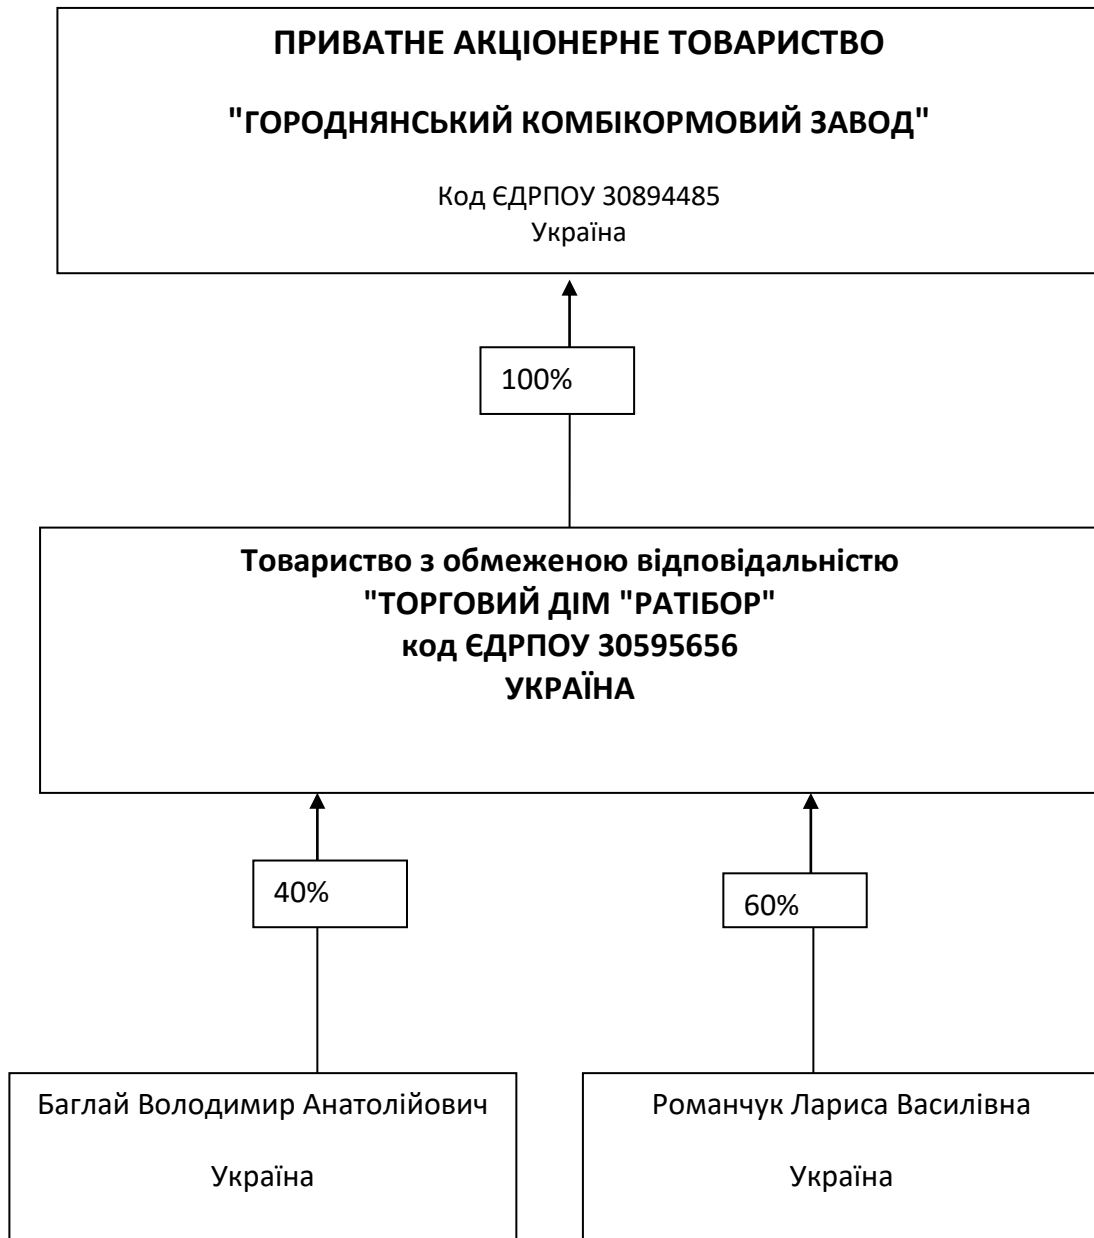 ПРИВАТНЕ АКЦІОНЕРНЕ ТОВАРИСТВО
"ГОРОДНЯНСЬКИЙ КОМБІКОРМОВИЙ ЗАВОД"
Код ЄДРПОУ 30894485
Україна
100%
Товариство з обмеженою відповідальністю
"ТОРГОВИЙ ДІМ "РАТІБОР"
код ЄДРПОУ 30595656
УКРАЇНА
40%
60%
Баглай Володимир Анатолійович
Україна
Романчук Лариса Василівна
Україна